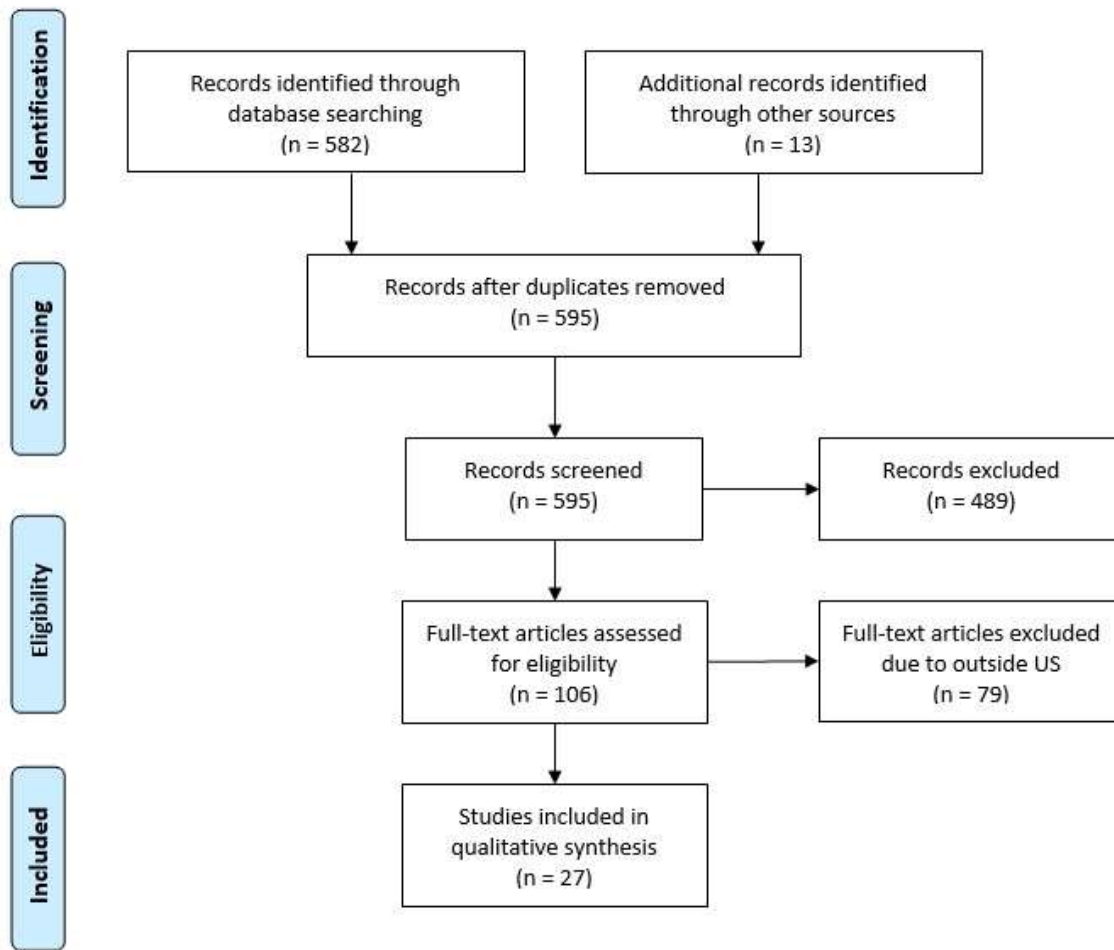 Identification
Records identified through
database searching
(n = 582)
Additional records identified
through other sources
(n = 13)
Screening
Records after duplicates removed
(n = 595)
Records screened
(n = 595)
Records excluded
(n = 489)
Eligibility
Full-text articles assessed
for eligibility
(n = 106)
Full-text articles excluded
due to outside US
(n = 79)
Included
Studies included in
qualitative synthesis
(n = 27)